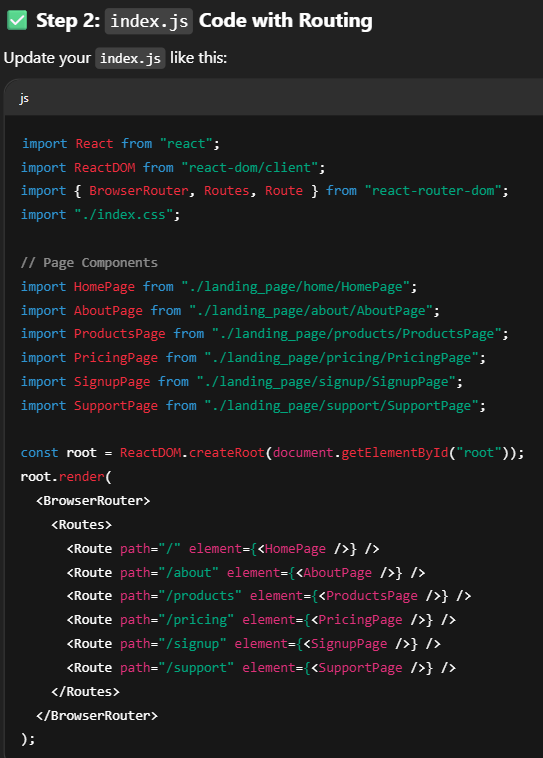 ✅ Step 2: index.js Code with Routing
Update your index.js like this:
js
import React from "react";
import ReactDOM from "react-dom/client";
import { BrowserRouter, Routes, Route } from "react-router-dom";
import "./index.css";

// Page Components
import HomePage from "./landing_page/home/HomePage";
import AboutPage from "./landing_page/about/AboutPage";
import ProductsPage from "./landing_page/products/ProductsPage";
import PricingPage from "./landing_page/pricing/PricingPage";
import SignupPage from "./landing_page/signup/SignupPage";
import SupportPage from "./landing_page/support/SupportPage";

const root = ReactDOM.createRoot(document.getElementById("root"));
root.render(
  <BrowserRouter>
    <Routes>
      <Route path="/" element={<HomePage />} />
      <Route path="/about" element={<AboutPage />} />
      <Route path="/products" element={<ProductsPage />} />
      <Route path="/pricing" element={<PricingPage />} />
      <Route path="/signup" element={<SignupPage />} />
      <Route path="/support" element={<SupportPage />} />
    </Routes>
  </BrowserRouter>
);